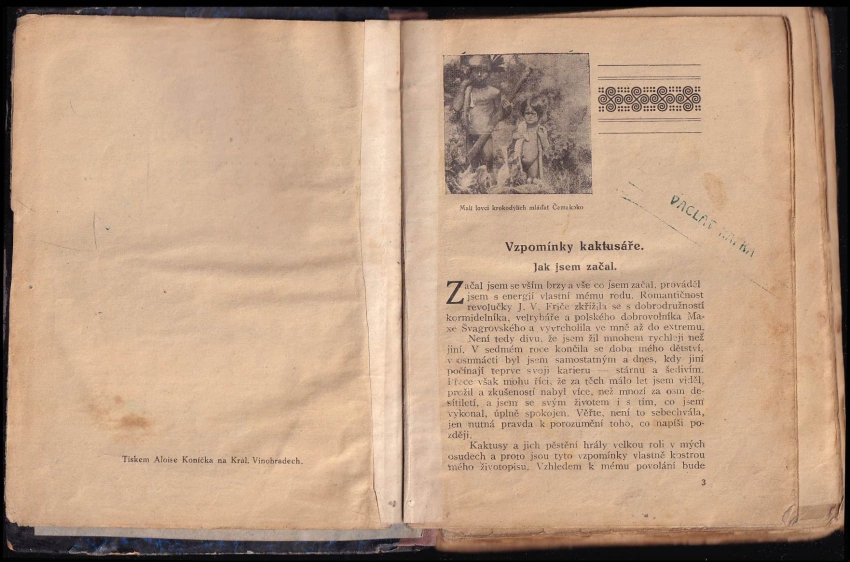 Tiskem Aloise Koníčka na Kral. Vinohradech.
Malí lovci krokodýlích mláďat Čamakoko
VÁCLAV
Vzpomínky kaktusáře.
Jak jsem začal.
Začal jsem se vším brzy a vše co jsem začal, prováděl
jsem s energií vlastní mému rodu. Romantičnost
revolučky J. V. Friče zkřížila se s dobrodružností
kormidelníka, velrybáře a polského dobrovolníka Ma-
xe Švagrovského a vyvrcholila ve mně až do extremu.
Není tedy divu, že jsem žil mnohem rychleji než
jiní. V sedmém roce končila se doba mého dětství,
v osmnácti byl jsem samostatným a dnes, kdy jiní
počínají teprve svoji karieru — stárnu a šedivím.
Přece však mohu říci, že za těch málo let jsem viděl,
prožil a zkušeností nabyl více, než mnozí za osm de-
sítiletí, a jsem se svým životem i s tím, co jsem
vykonal, úplně spokojen. Věřte, není to sebechvála,
jen nutná pravda k porozumění toho, co napíši po-
zději.
Kaktusy a jich pěstění hrály velkou roli v mých
osudech a proto jsou tyto vzpomínky vlastně kostrou
mého životopisu. Vzhledem k mému povolání bude
3